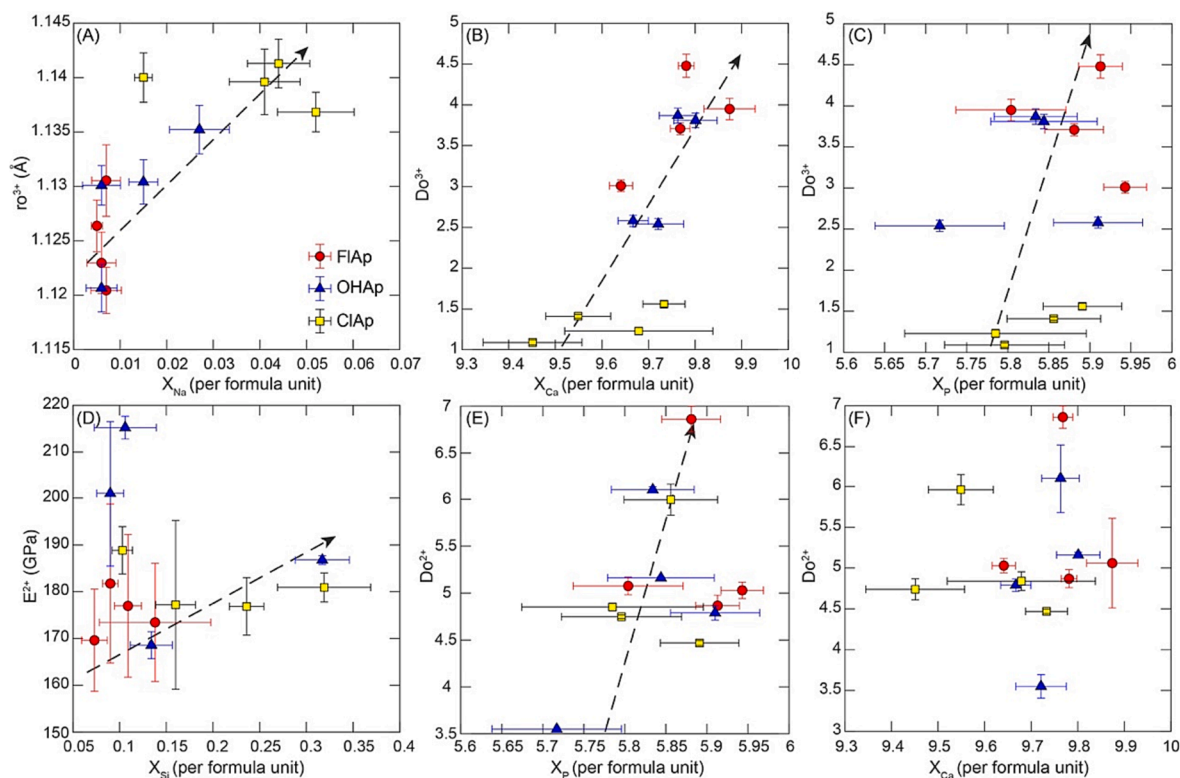 (A)
1.145
1.14
1.135
1.13
1.125
1.12
1.115
ro³⁺ (Å)
FlAp
OHAp
ClAp
0 0.01 0.02 0.03 0.04 0.05 0.06 0.07
X_Na (per formula unit)
(B)
5
4.5
4
3.5
3
2.5
2
1.5
1
Do³⁺
9.3 9.4 9.5 9.6 9.7 9.8 9.9 10
X_Ca (per formula unit)
(C)
5
4.5
4
3.5
3
2.5
2
1.5
1
Do³⁺
5.6 5.65 5.7 5.75 5.8 5.85 5.9 5.95 6
X_P (per formula unit)
(D)
220
210
200
190
180
170
160
150
E²⁺ (GPa)
0.05 0.1 0.15 0.2 0.25 0.3 0.35 0.4
X_Si (per formula unit)
(E)
7
6.5
6
5.5
5
4.5
4
3.5
Do²⁺
5.6 5.65 5.7 5.75 5.8 5.85 5.9 5.95 6
X_P (per formula unit)
(F)
7
6.5
6
5.5
5
4.5
4
3.5
3
Do²⁺
9.3 9.4 9.5 9.6 9.7 9.8 9.9 10
X_Ca (per formula unit)